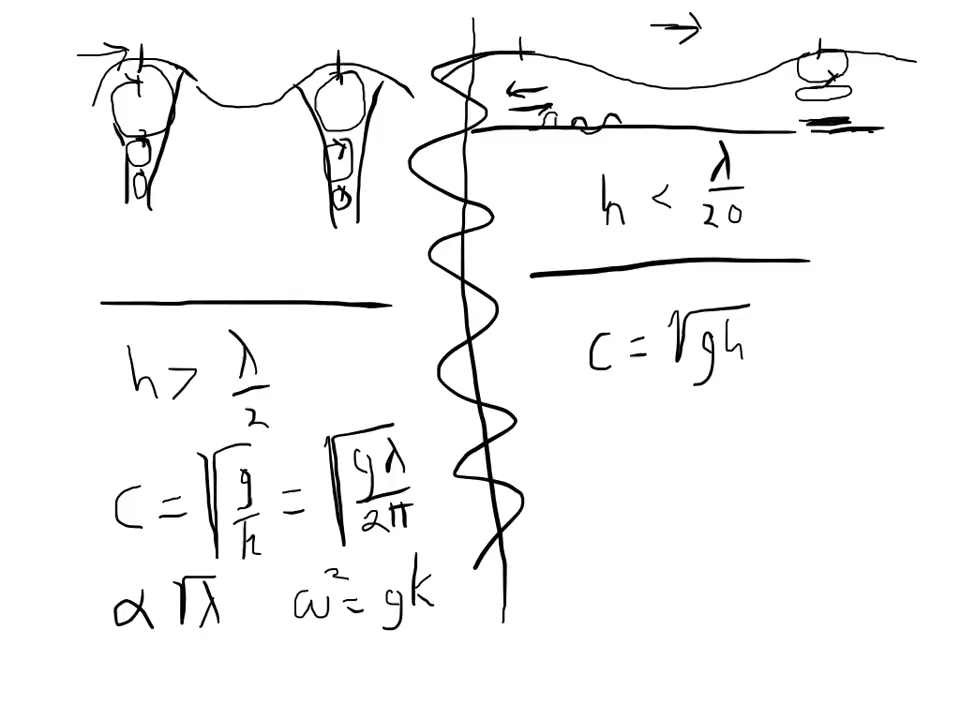 h > λ/2
C = √(g/k) = √(gλ/2π)
∝ √λ ω² = gk
h < λ/20
C = √gh